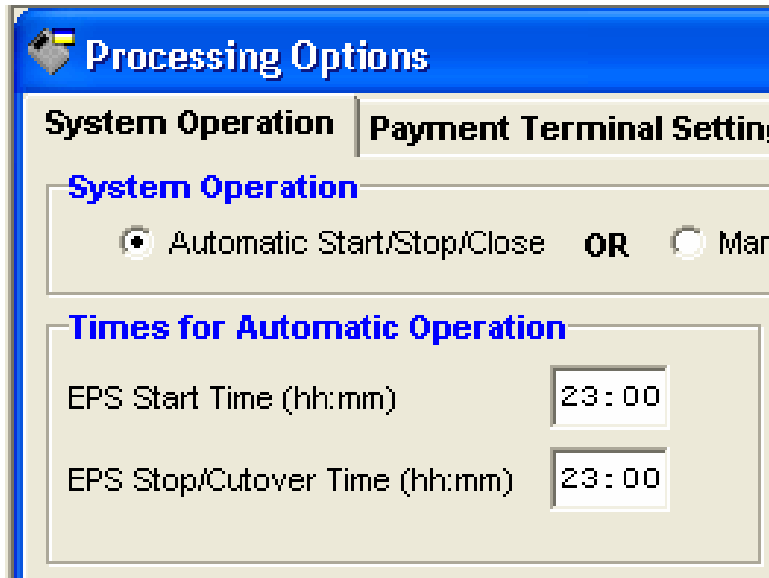 Processing Options
System Operation Payment Terminal Setting
System Operation
Automatic Start/Stop/Close OR Man
Times for Automatic Operation
EPS Start Time (hh:mm) 23:00
EPS Stop/Cutover Time (hh:mm) 23:00